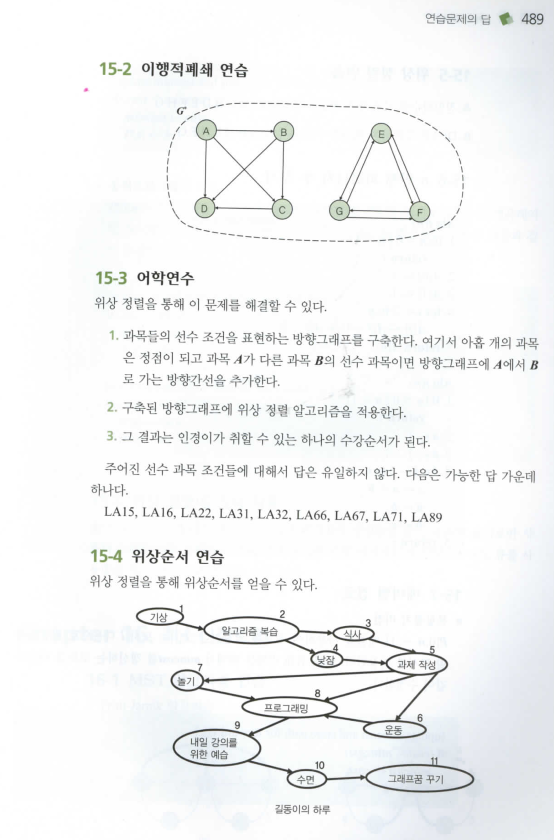 연습문제의 답 489
15-2 이행적폐쇄 연습
G*
A B E
D C G F
15-3 어학연수
위상 정렬을 통해 이 문제를 해결할 수 있다.
1. 과목들의 선수 조건을 표현하는 방향그래프를 구축한다. 여기서 아홉 개의 과목
은 정점이 되고 과목 A가 다른 과목 B의 선수 과목이면 방향그래프에 A에서 B
로 가는 방향간선을 추가한다.
2. 구축된 방향그래프에 위상 정렬 알고리즘을 적용한다.
3. 그 결과는 인경이가 취할 수 있는 하나의 수강순서가 된다.
주어진 선수 과목 조건들에 대해서 답은 유일하지 않다. 다음은 가능한 답 가운데
하나다.
LA15, LA16, LA22, LA31, LA32, LA66, LA67, LA71, LA89
15-4 위상순서 연습
위상 정렬을 통해 위상순서를 얻을 수 있다.
1
기상
2
알고리즘 복습
3
식사
4
낮잠
5
과제 작성
7
놀기
8
프로그래밍
6
운동
9
내일 강의를
위한 예습
10
수면
11
그래프꿈 꾸기
길동이의 하루